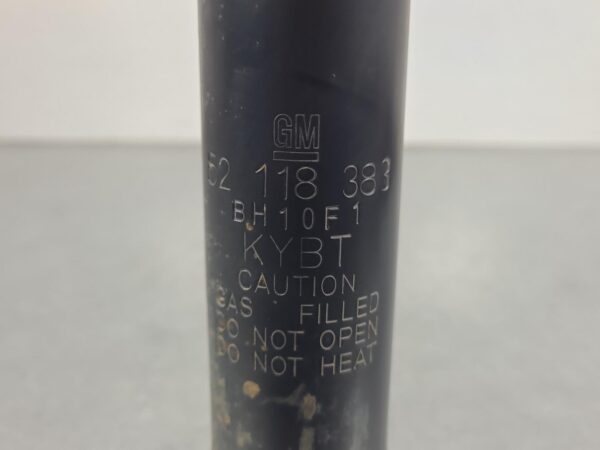 GM
52 118 383
BH10F1
KYBT
CAUTION
GAS FILLED
DO NOT OPEN
DO NOT HEAT